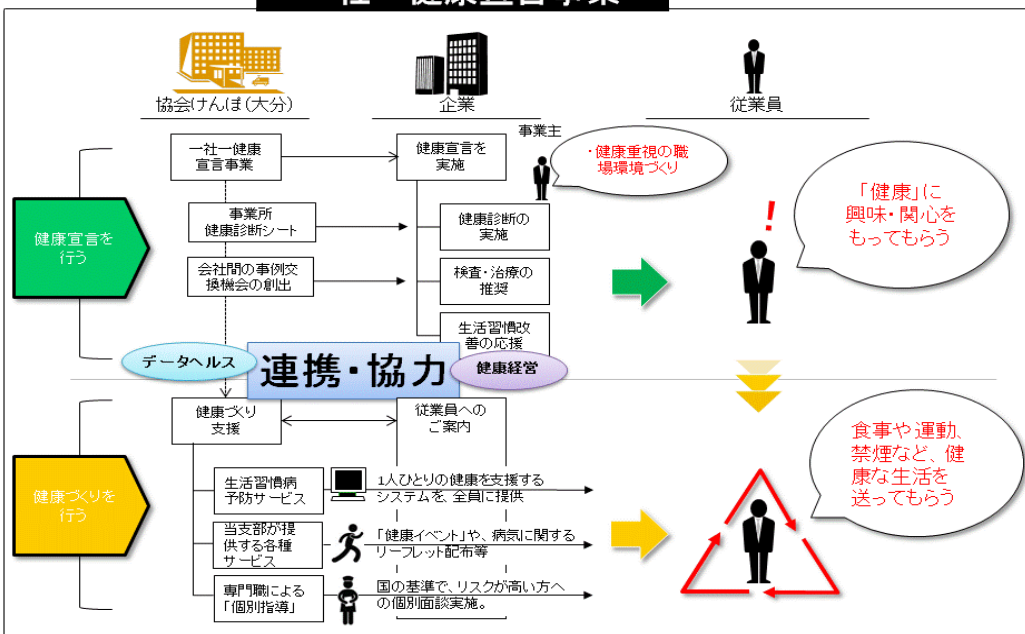 一社一健康宣言事業
協会けんぽ(大分)
企業
従業員
事業主
一社一健康
宣言事業
健康宣言を
実施
・健康重視の職
場環境づくり
「健康」に
興味・関心を
もってもらう
!
健康宣言を
行う
事業所
健康診断シート
健康診断の
実施
会社間の事例交
換機会の創出
検査・治療の
推奨
生活習慣改
善の応援
データヘルス
連携・協力
健康経営
健康づくり
支援
従業員への
ご案内
食事や運動、
禁煙など、健
康な生活を
送ってもらう
健康づくりを
行う
生活習慣病
予防サービス
1人ひとりの健康を支援する
システムを、全員に提供
当支部が提
供する各種
サービス
「健康イベント」や、病気に関する
リーフレット配布等
専門職による
「個別指導」
国の基準で、リスクが高い方へ
の個別面談実施。